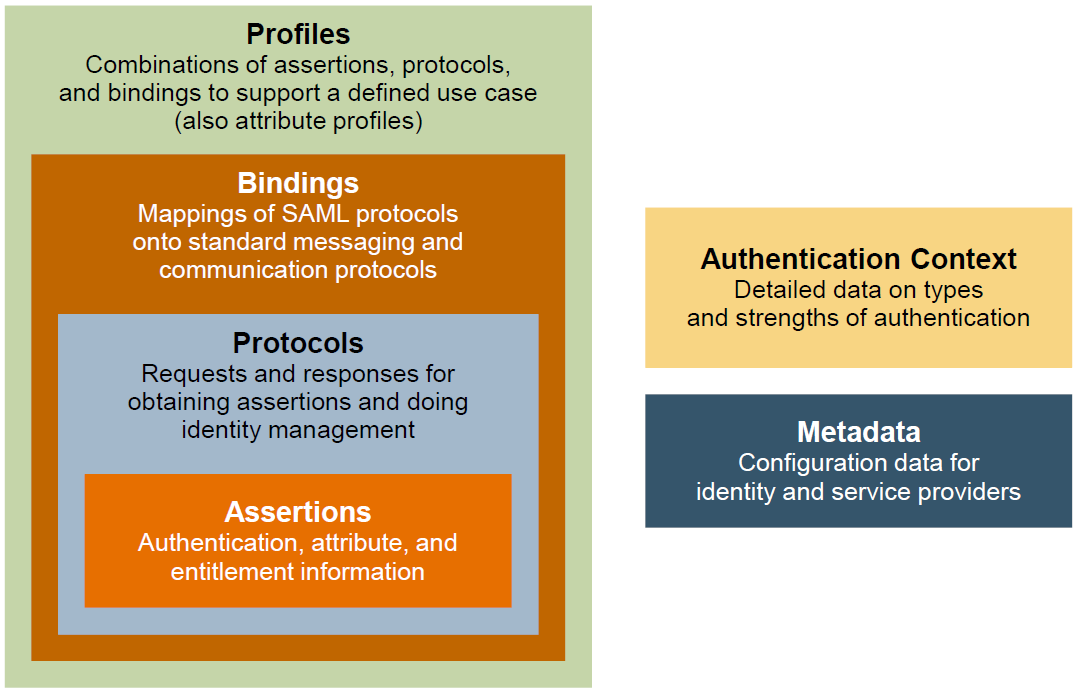 Profiles
Combinations of assertions, protocols,
and bindings to support a defined use case
(also attribute profiles)
Bindings
Mappings of SAML protocols
onto standard messaging and
communication protocols
Protocols
Requests and responses for
obtaining assertions and doing
identity management
Assertions
Authentication, attribute, and
entitlement information
Authentication Context
Detailed data on types
and strengths of authentication
Metadata
Configuration data for
identity and service providers